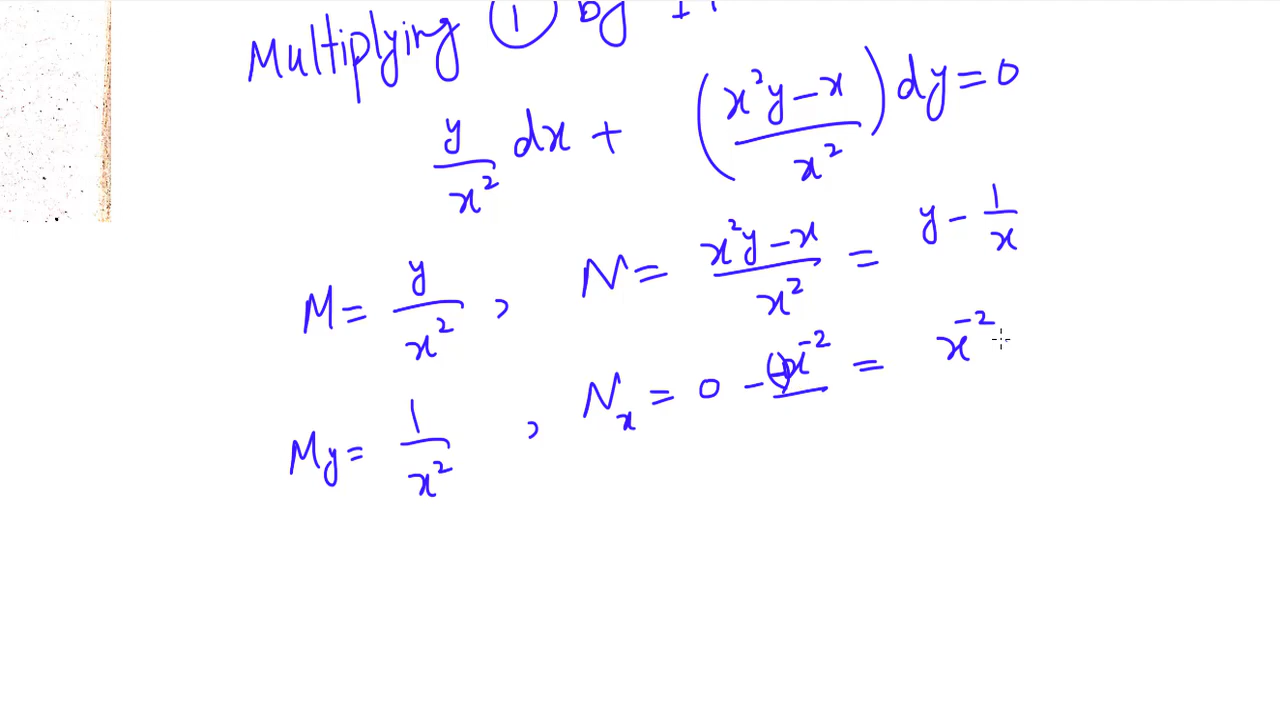 Multiplying ① by I.
y/x² dx + ((x²y-x)/x²) dy = 0
M = y/x² , N = (x²y-x)/x² = y - 1/x
My = 1/x² , Nx = 0 - (-1)x⁻² = x⁻²